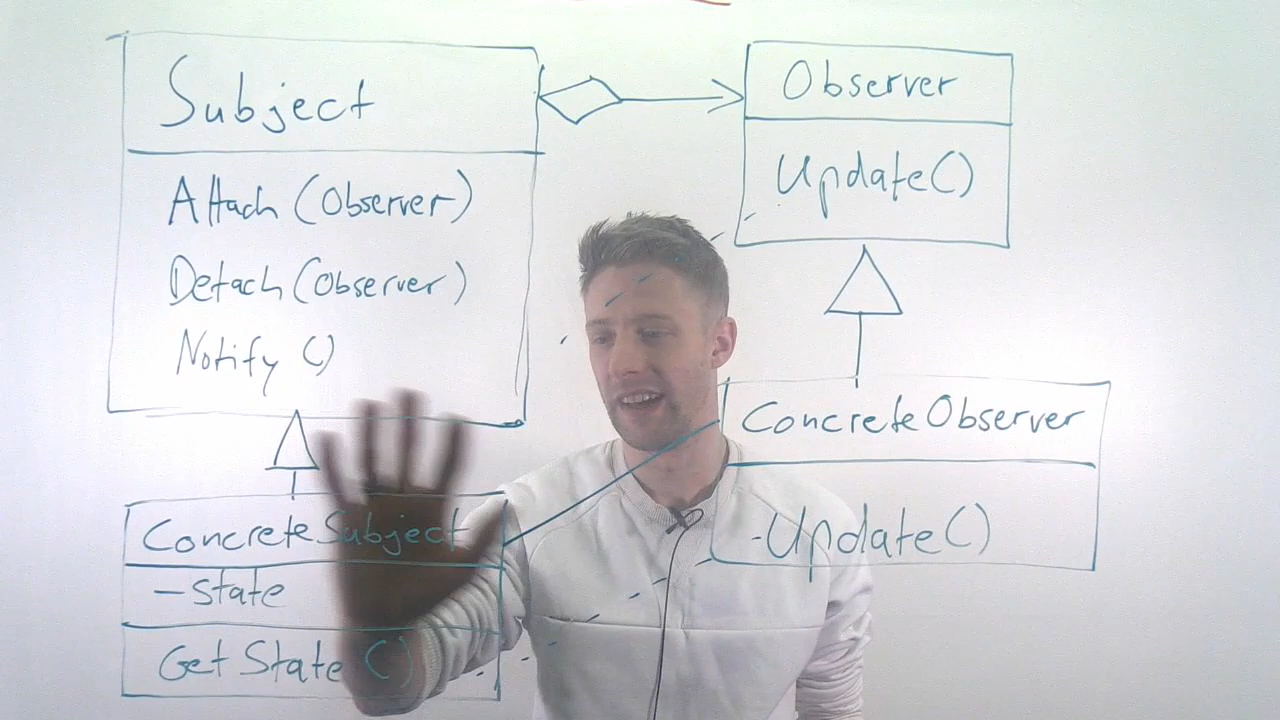 Subject
Attach (Observer)
Detach (Observer)
Notify ()
Observer
Update()
ConcreteSubject
-state
GetState ()
ConcreteObserver
-Update()